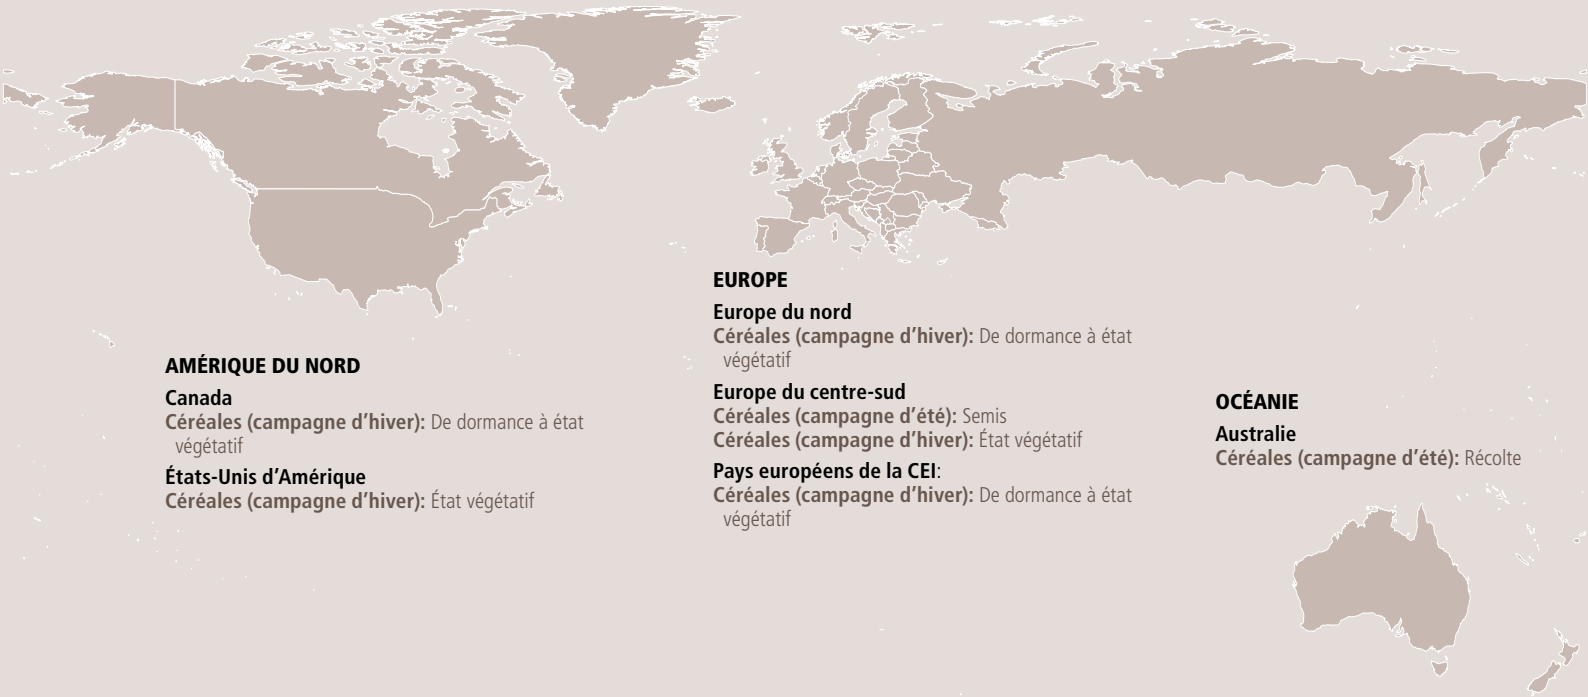 AMÉRIQUE DU NORD
Canada
Céréales (campagne d’hiver): De dormance à état
végétatif
États-Unis d’Amérique
Céréales (campagne d’hiver): État végétatif
EUROPE
Europe du nord
Céréales (campagne d’hiver): De dormance à état
végétatif
Europe du centre-sud
Céréales (campagne d’été): Semis
Céréales (campagne d’hiver): État végétatif
Pays européens de la CEI:
Céréales (campagne d’hiver): De dormance à état
végétatif
OCÉANIE
Australie
Céréales (campagne d’été): Récolte